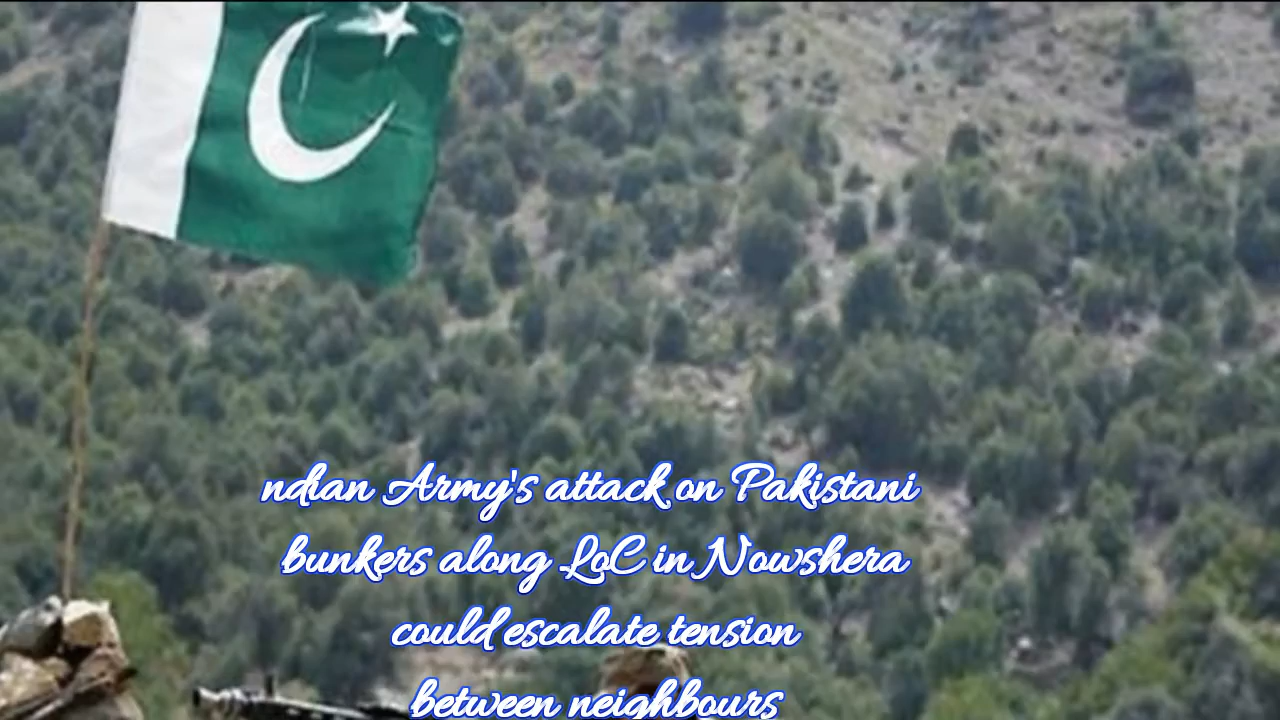 ndian Army's attack on Pakistani
bunkers along LoC in Nowshera
could escalate tension
between neighbours